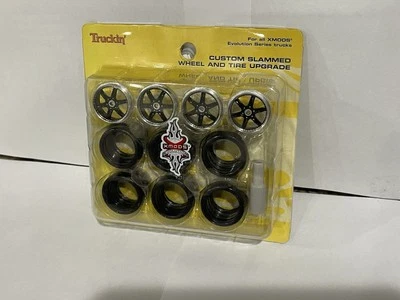 Truckin'
For all XMODS®
Evolution Series trucks
CUSTOM SLAMMED
WHEEL AND TIRE UPGRADE
XMODS